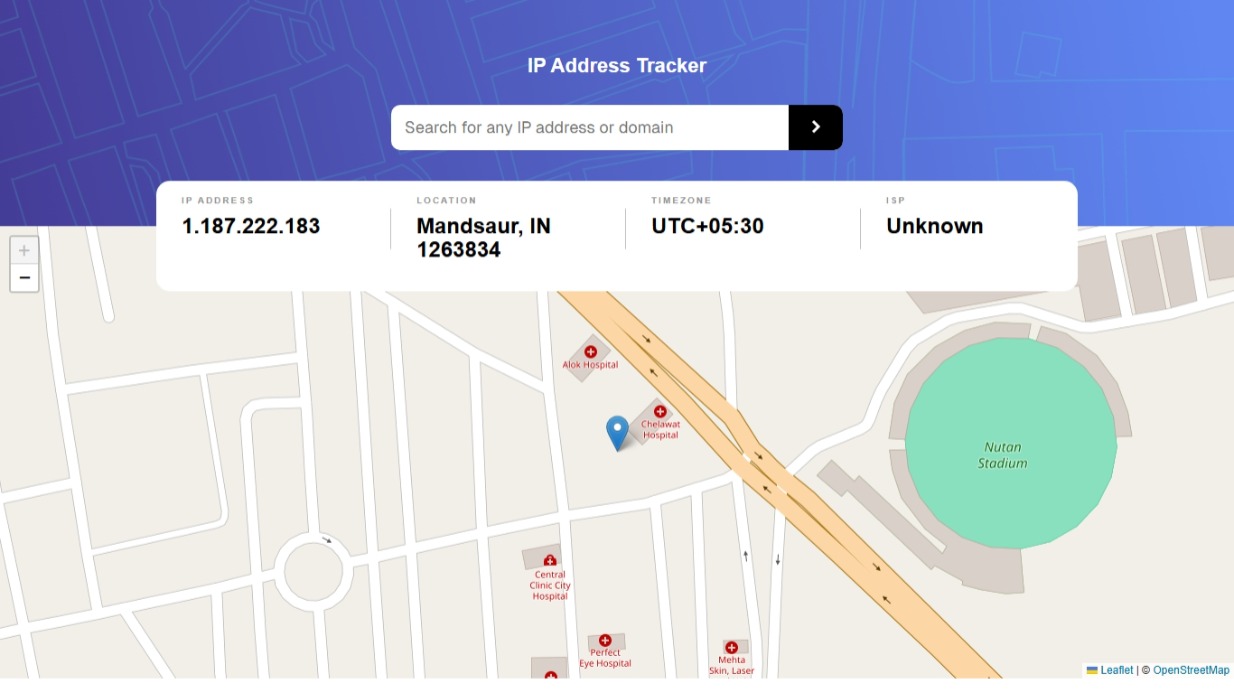 IP Address Tracker
Search for any IP address or domain
IP ADDRESS
1.187.222.183
LOCATION
Mandsaur, IN
1263834
TIMEZONE
UTC+05:30
ISP
Unknown
+
−
Alok Hospital
Chelawat
Hospital
Nutan
Stadium
Central
Clinic City
Hospital
Perfect
Eye Hospital
Mehta
Skin, Laser
Leaflet | © OpenStreetMap